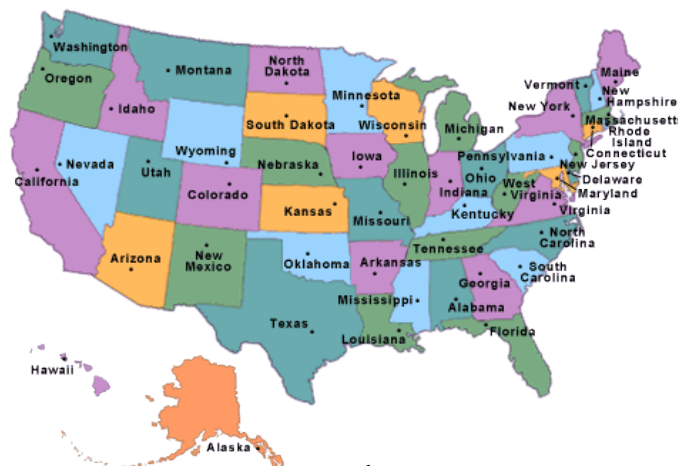 Washington
Oregon
Montana
Idaho
North
Dakota
Minnesota
South Dakota
Wisconsin
Michigan
Maine
Vermont
New
Hampshire
New York
Massachusett
Rhode
Island
Connecticut
New Jersey
Delaware
Maryland
Pennsylvania
Wyoming
Nebraska
Iowa
Illinois
Indiana
Ohio
West
Virginia
Virginia
Nevada
Utah
California
Colorado
Kansas
Missouri
Kentucky
North
Carolina
Tennessee
South
Carolina
Arizona
New
Mexico
Oklahoma
Arkansas
Mississippi
Alabama
Georgia
Texas
Louisiana
Florida
Hawaii
Alaska